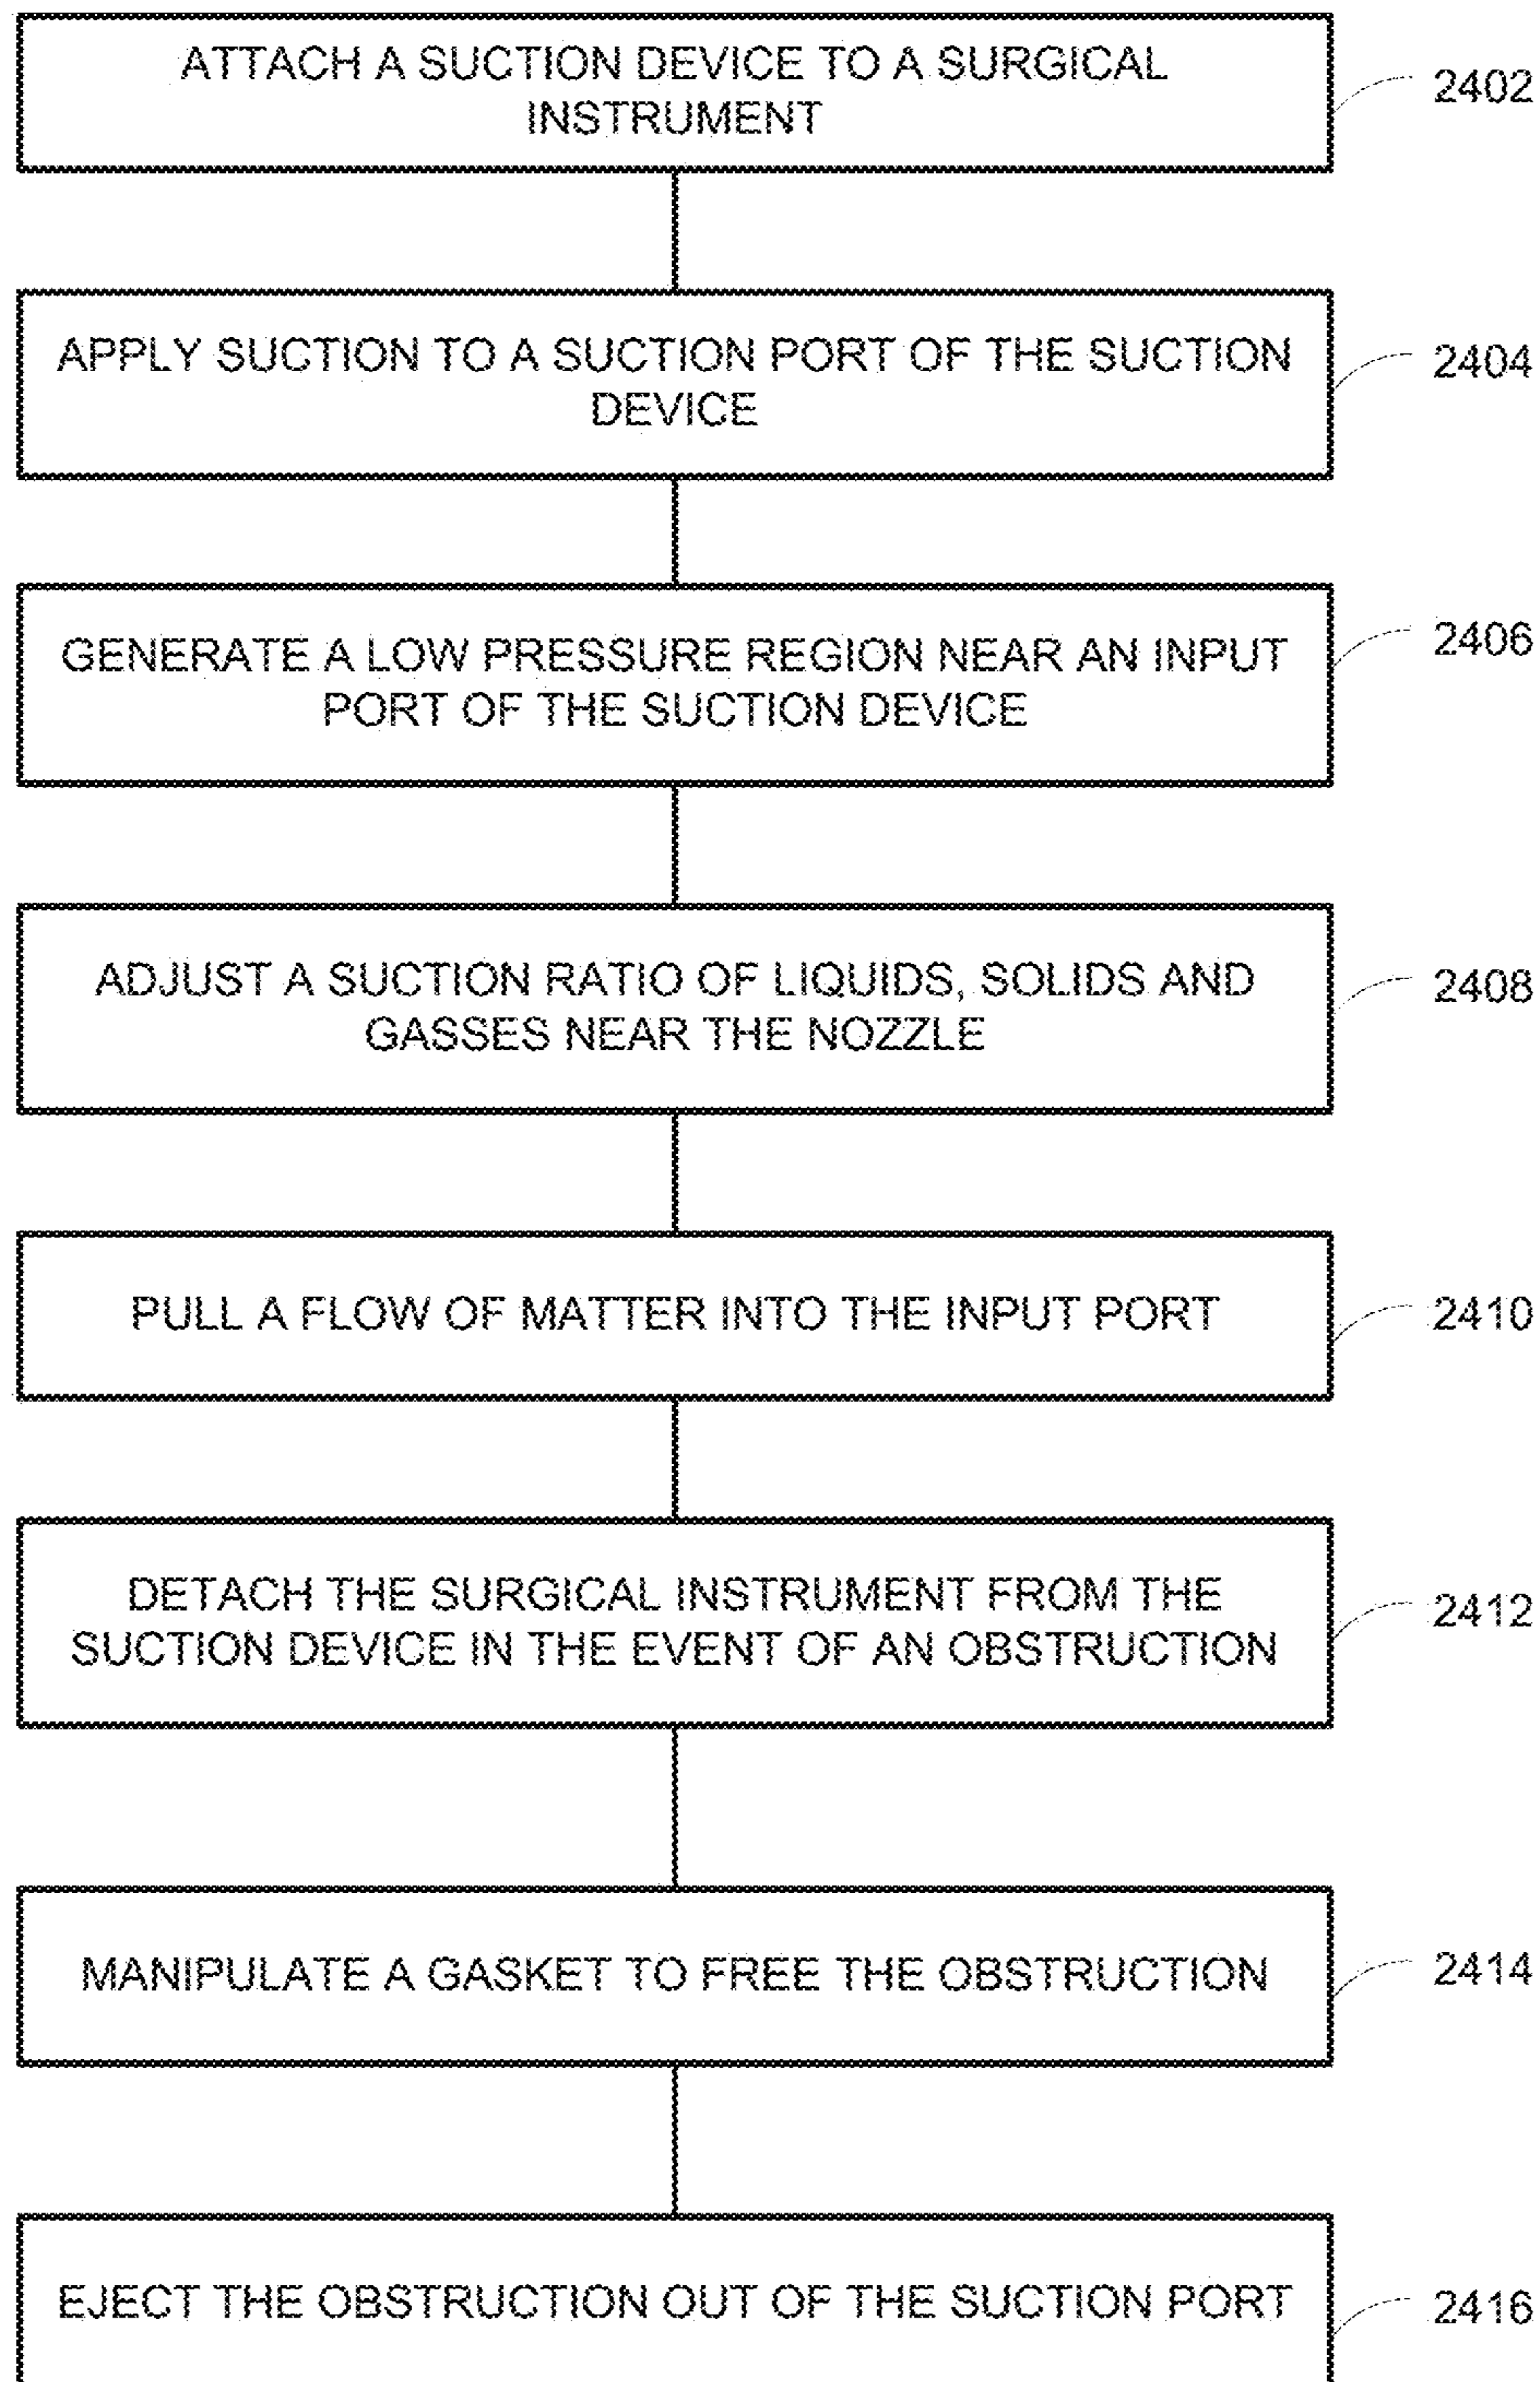 ATTACH A SUCTION DEVICE TO A SURGICAL
INSTRUMENT
2402
APPLY SUCTION TO A SUCTION PORT OF THE SUCTION
DEVICE
2404
GENERATE A LOW PRESSURE REGION NEAR AN INPUT
PORT OF THE SUCTION DEVICE
2406
ADJUST A SUCTION RATIO OF LIQUIDS, SOLIDS AND
GASSES NEAR THE NOZZLE
2408
PULL A FLOW OF MATTER INTO THE INPUT PORT
2410
DETACH THE SURGICAL INSTRUMENT FROM THE
SUCTION DEVICE IN THE EVENT OF AN OBSTRUCTION
2412
MANIPULATE A GASKET TO FREE THE OBSTRUCTION
2414
EJECT THE OBSTRUCTION OUT OF THE SUCTION PORT
2416